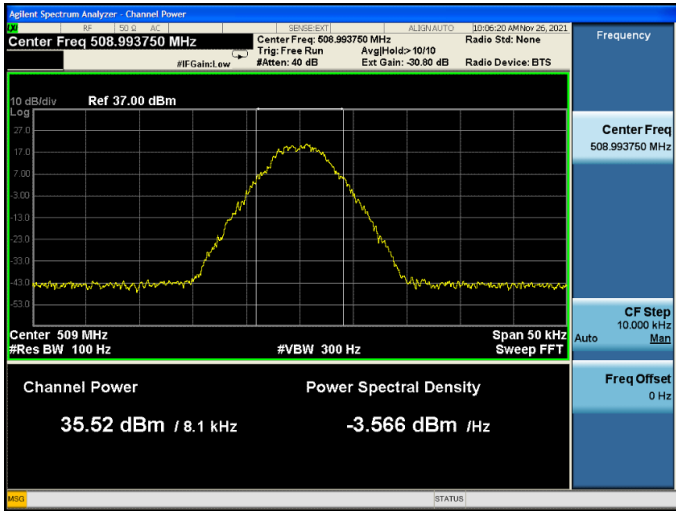 Agilent Spectrum Analyzer - Channel Power
RF 50 Ω AC SENSE:EXT ALIGN AUTO 10:06:20 AM Nov 26, 2021
Center Freq 508.993750 MHz
Center Freq: 508.993750 MHz
Radio Std: None
Trig: Free Run Avg|Hold:> 10/10
#IFGain:Low #Atten: 40 dB Ext Gain: -30.80 dB Radio Device: BTS
10 dB/div Ref 37.00 dBm
Log
27.0
17.0
7.00
-3.00
-13.0
-23.0
-33.0
-43.0
-53.0
Center 509 MHz Span 50 kHz
#Res BW 100 Hz #VBW 300 Hz Sweep FFT
Channel Power Power Spectral Density
35.52 dBm / 8.1 kHz -3.566 dBm /Hz
MSG STATUS
Frequency
Center Freq
508.993750 MHz
CF Step
10.000 kHz
Auto Man
Freq Offset
0 Hz